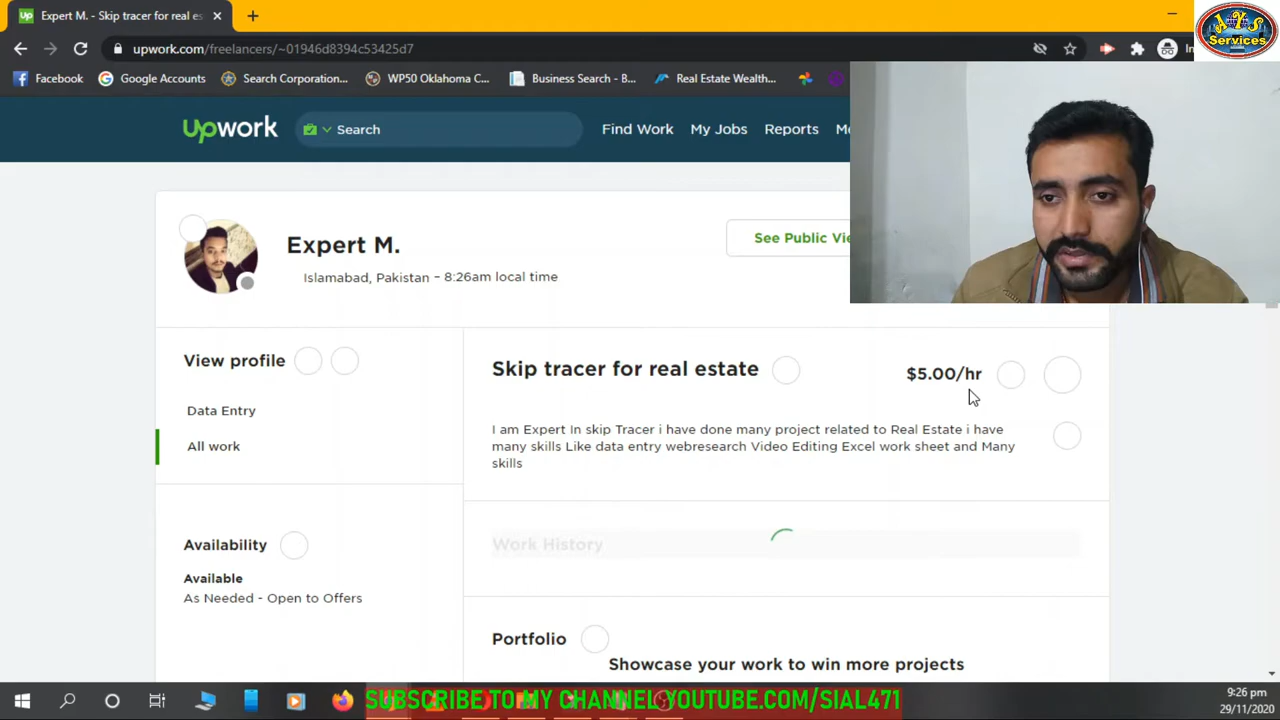 Expert M. - Skip tracer for real es
upwork.com/freelancers/~01946d8394c53425d7
Facebook
Google Accounts
Search Corporation...
WP50 Oklahoma C...
Business Search - B...
Real Estate Wealth...
AYS
Services
upwork
Search
Find Work
My Jobs
Reports
Me
Expert M.
Islamabad, Pakistan – 8:26am local time
See Public Vie
View profile
Data Entry
All work
Skip tracer for real estate
$5.00/hr
I am Expert In skip Tracer i have done many project related to Real Estate i have
many skills Like data entry webresearch Video Editing Excel work sheet and Many
skills
Availability
Available
As Needed - Open to Offers
Work History
Portfolio
Showcase your work to win more projects
SUBSCRIBE TO MY CHANNEL YOUTUBE.COM/SIAL471
9:26 pm
29/11/2020